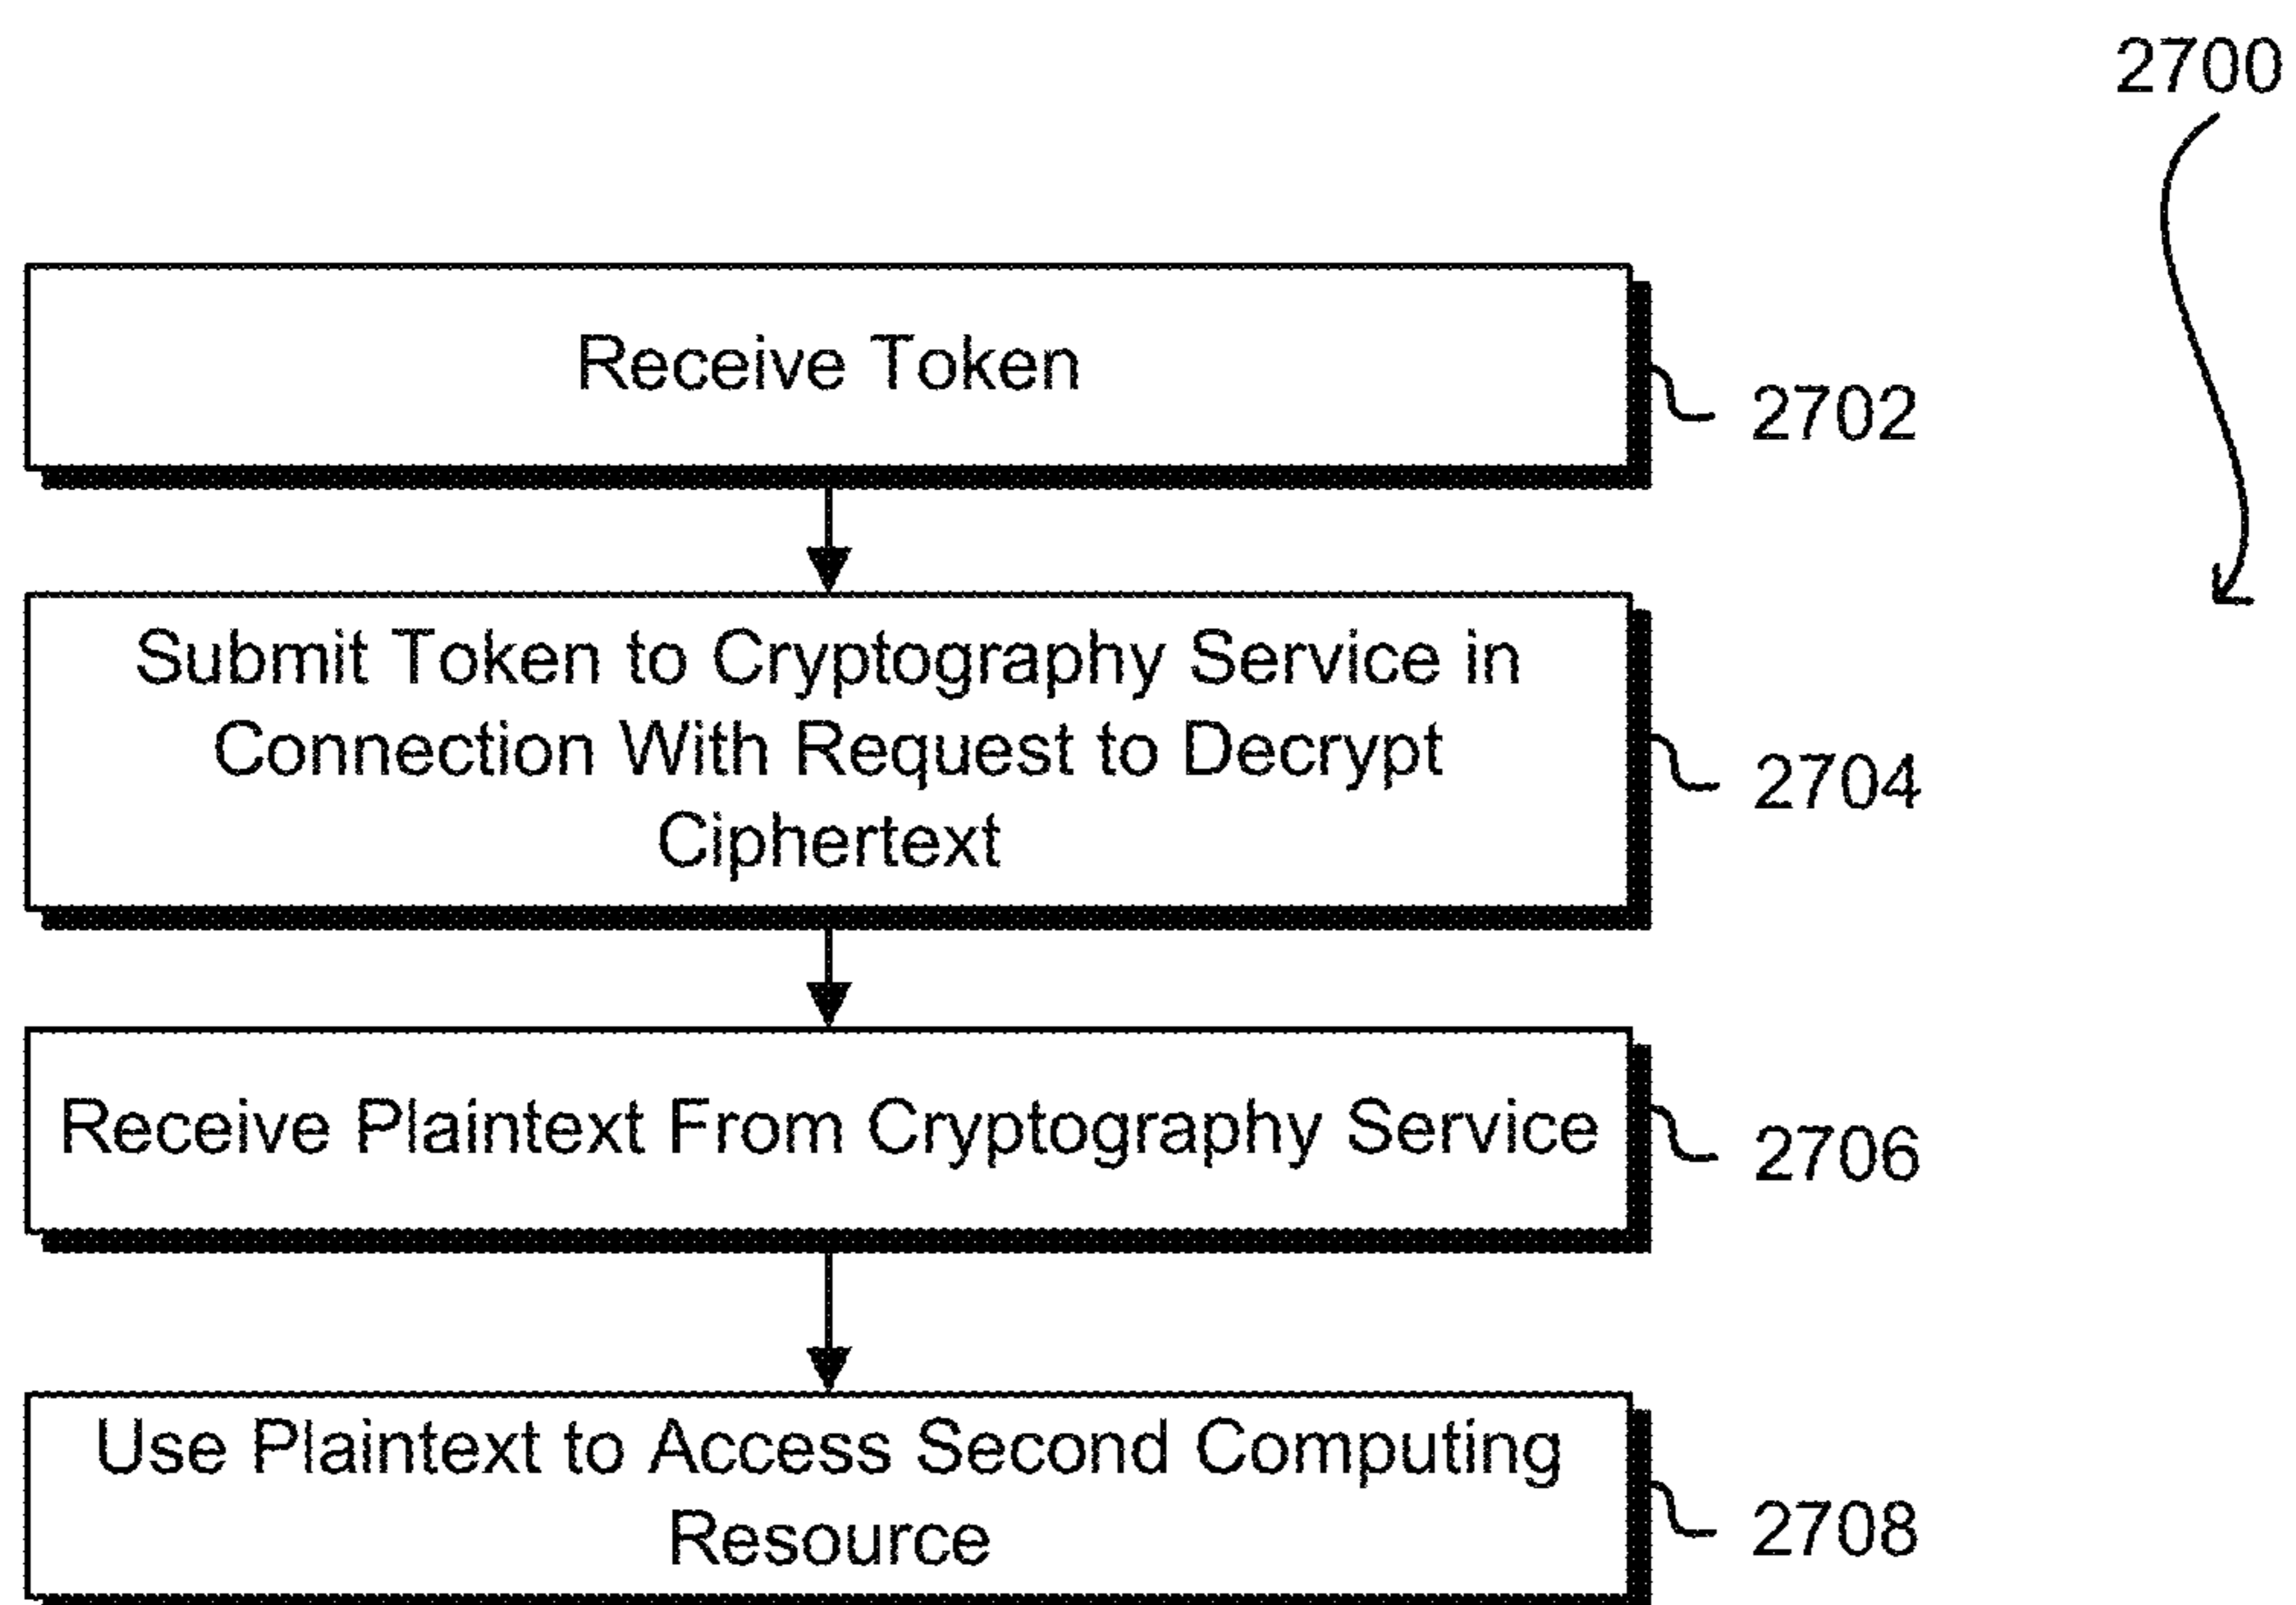 2700
Receive Token
2702
Submit Token to Cryptography Service in
Connection With Request to Decrypt
Ciphertext
2704
Receive Plaintext From Cryptography Service
2706
Use Plaintext to Access Second Computing
Resource
2708